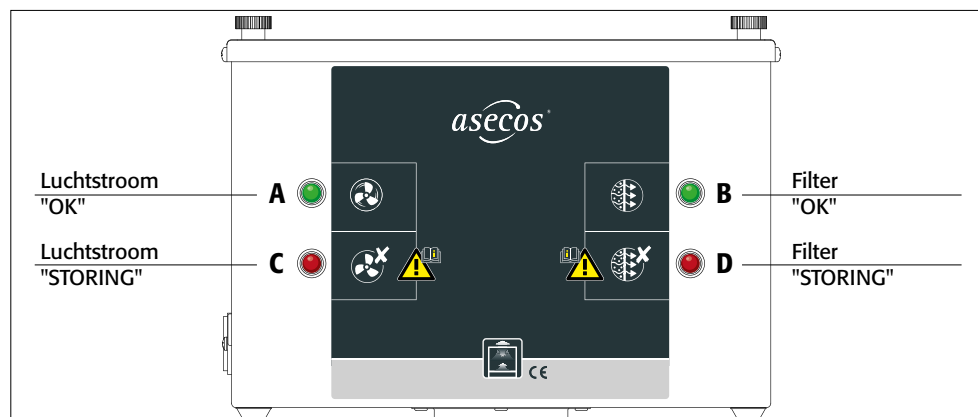 asecos®
Luchtstroom
"OK"
A
B
Filter
"OK"
Luchtstroom
"STORING"
C
D
Filter
"STORING"
CE